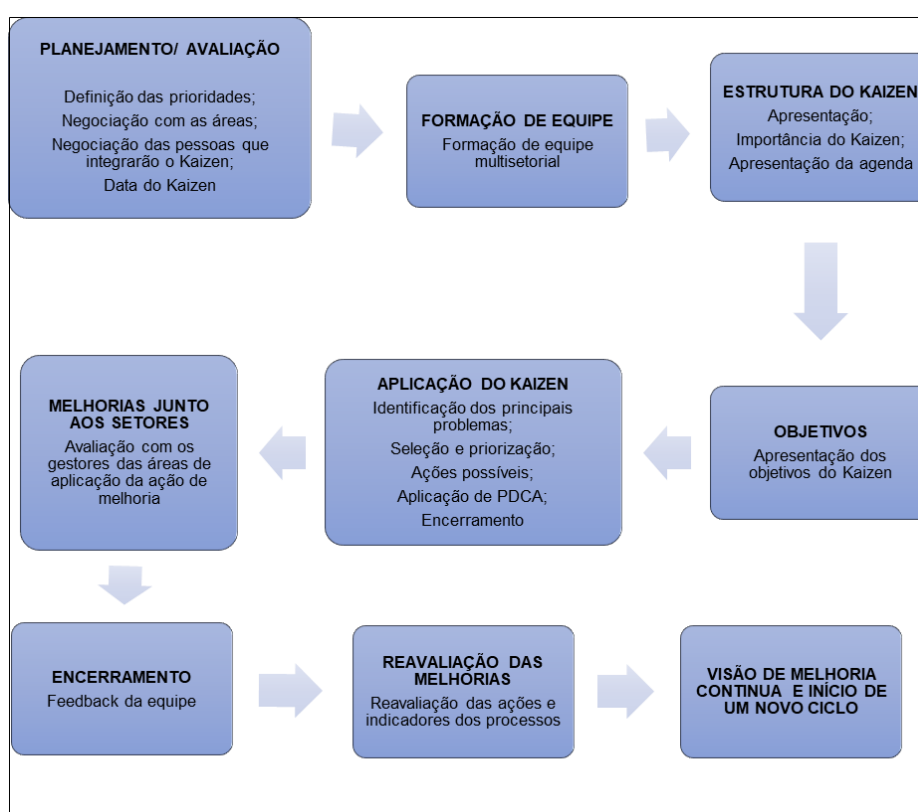 PLANEJAMENTO/ AVALIAÇÃO
Definição das prioridades;
Negociação com as áreas;
Negociação das pessoas que
integrarão o Kaizen;
Data do Kaizen
FORMAÇÃO DE EQUIPE
Formação de equipe
multisetorial
ESTRUTURA DO KAIZEN
Apresentação;
Importância do Kaizen;
Apresentação da agenda
OBJETIVOS
Apresentação dos
objetivos do Kaizen
APLICAÇÃO DO KAIZEN
Identificação dos principais
problemas;
Seleção e priorização;
Ações possíveis;
Aplicação de PDCA;
Encerramento
MELHORIAS JUNTO
AOS SETORES
Avaliação com os
gestores das áreas de
aplicação da ação de
melhoria
ENCERRAMENTO
Feedback da equipe
REAVALIAÇÃO DAS
MELHORIAS
Reavaliação das ações e
indicadores dos processos
VISÃO DE MELHORIA
CONTINUA E INÍCIO DE
UM NOVO CICLO